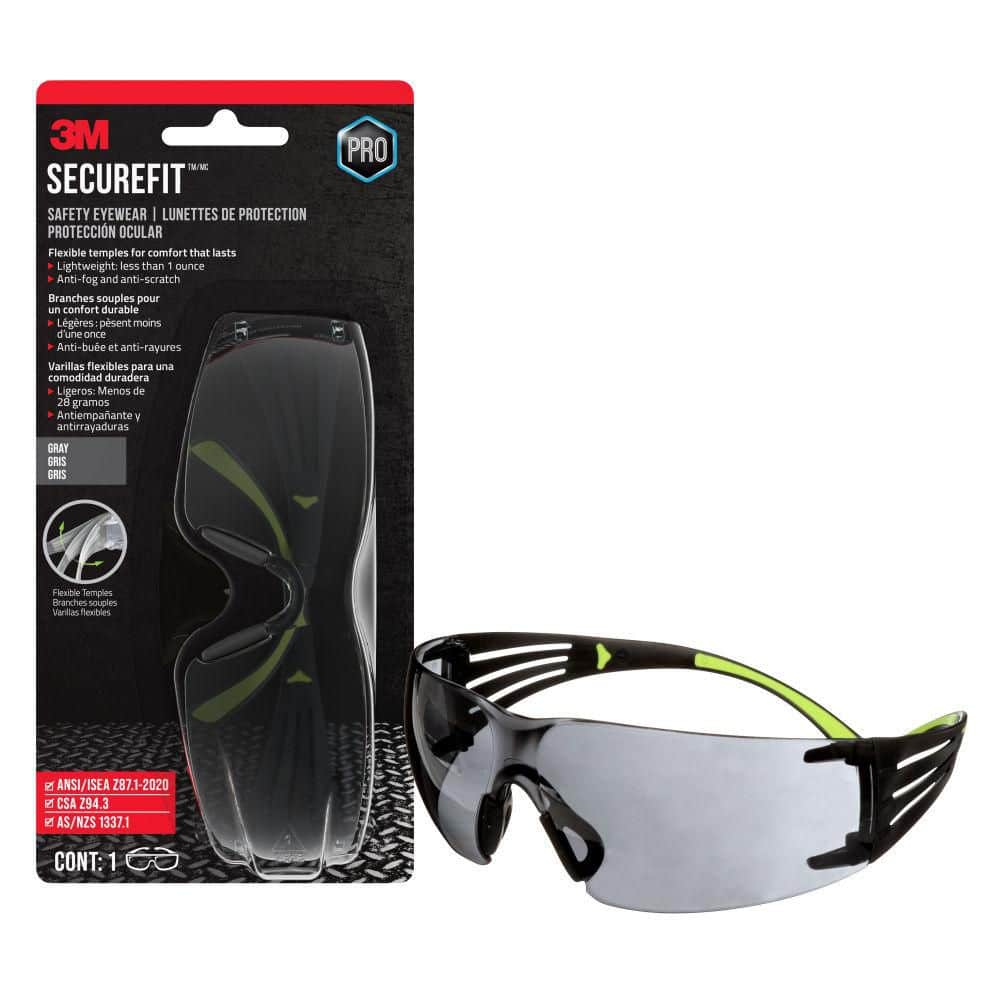 3M
PRO
SECUREFIT™/MC
SAFETY EYEWEAR | LUNETTES DE PROTECTION
PROTECCIÓN OCULAR
Flexible temples for comfort that lasts
Lightweight: less than 1 ounce
Anti-fog and anti-scratch
Branches souples pour
un confort durable
Légères : pèsent moins
d'une once
Anti-buée et anti-rayures
Varillas flexibles para una
comodidad duradera
Ligeros: Menos de
28 gramos
Antiempañante y
antirrayaduras
GRAY
GRIS
GRIS
Flexible Temples
Branches souples
Varillas flexibles
ANSI/ISEA Z87.1-2020
CSA Z94.3
AS/NZS 1337.1
CONT: 1